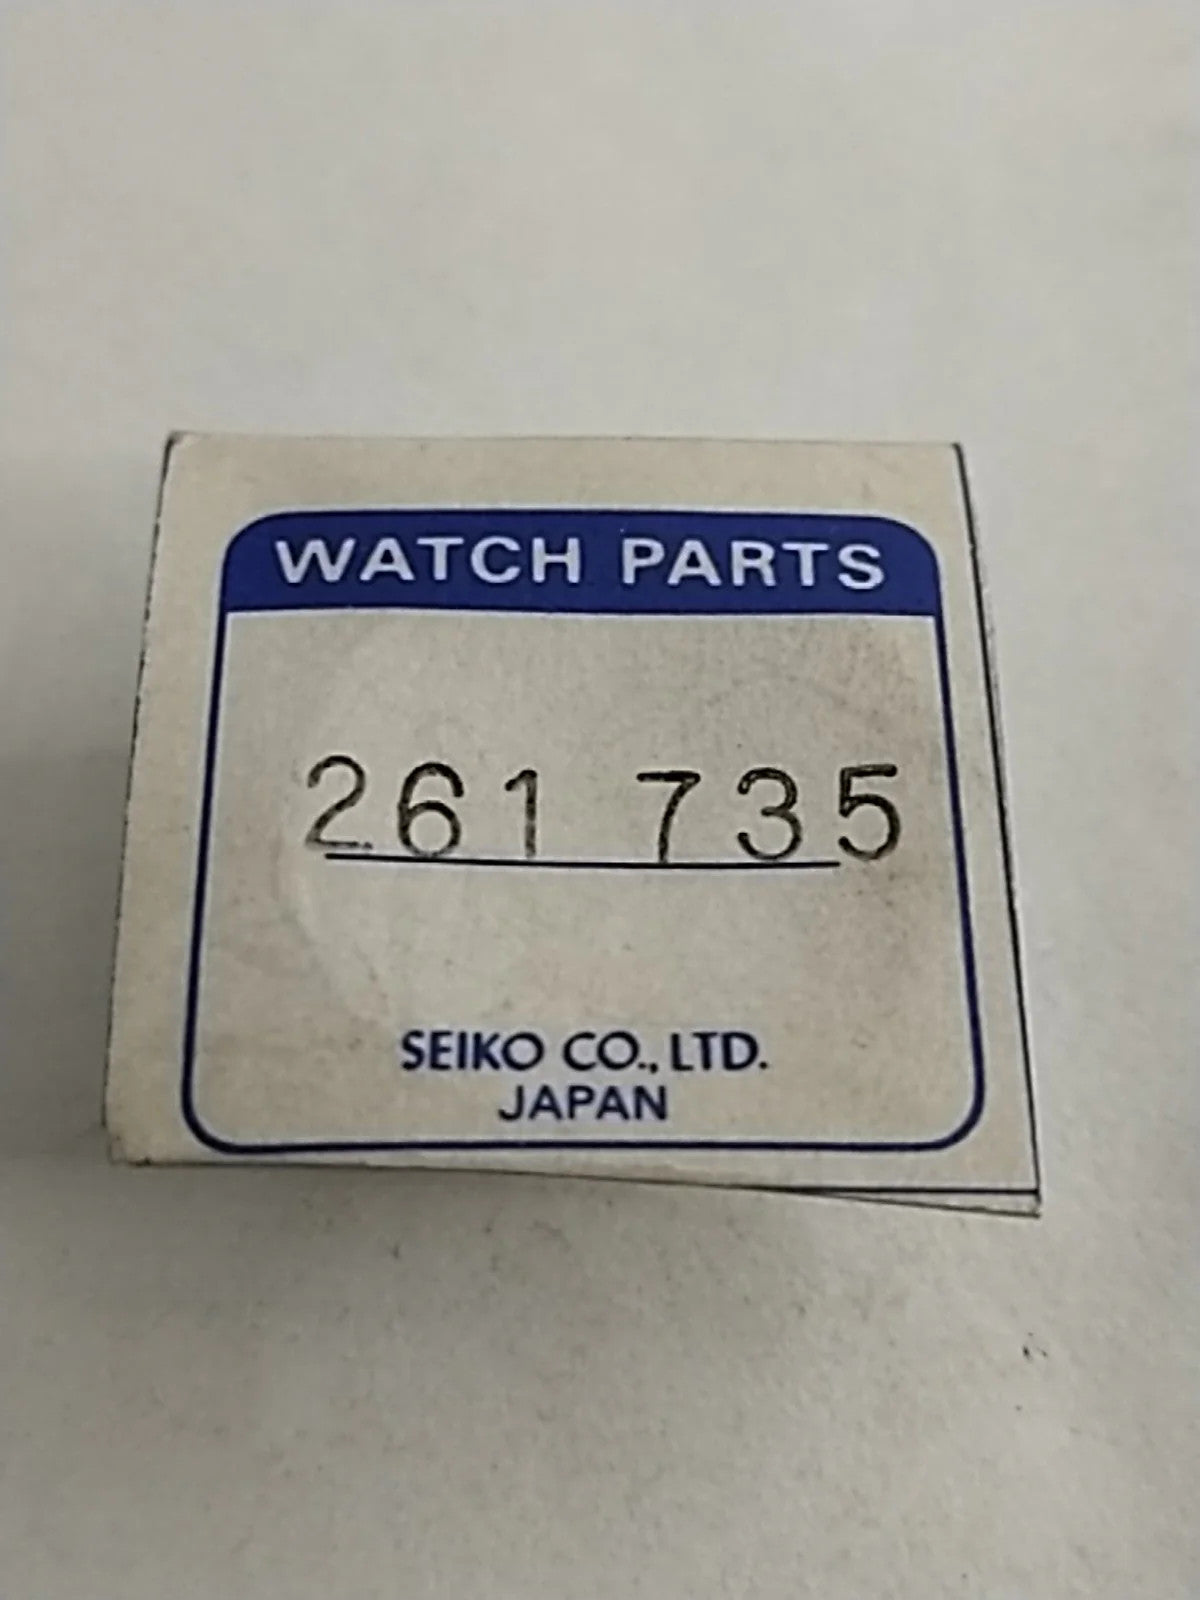 WATCH PARTS
261 735
SEIKO CO., LTD.
JAPAN